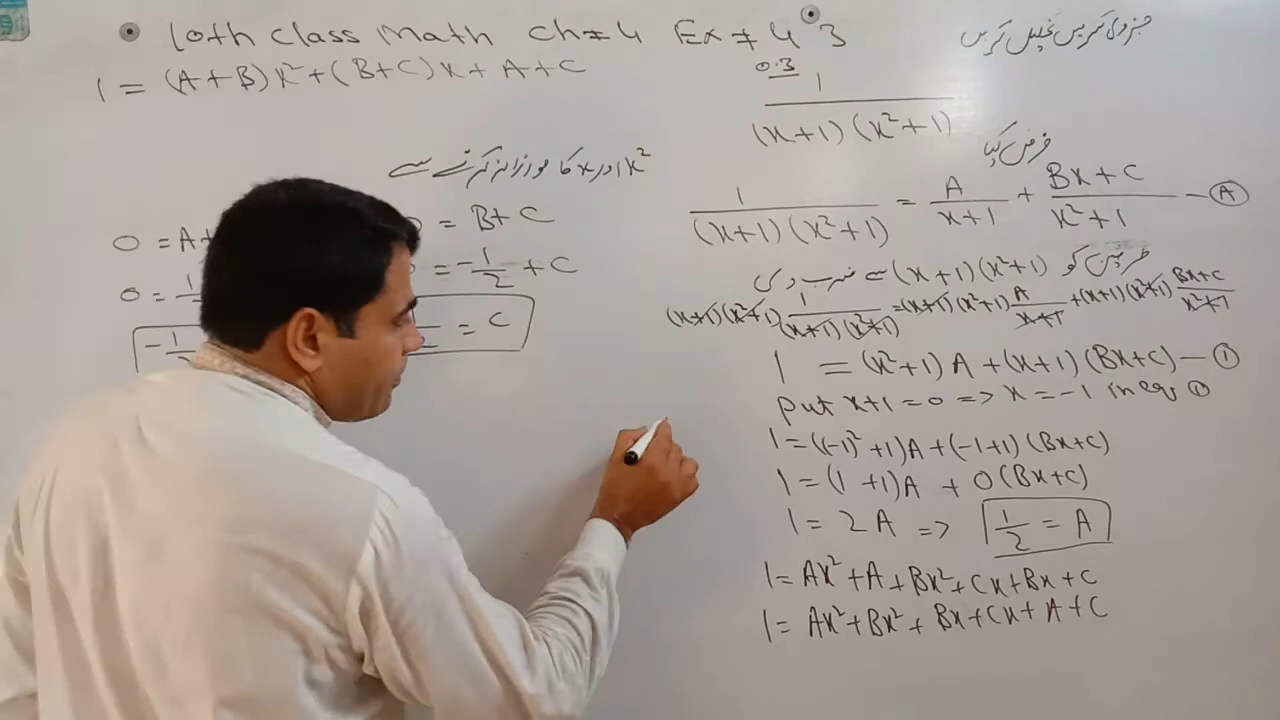 10th class Math ch # 4 Ex # 4.3
1 = (A+B)x²+(B+C)x+A+C
x² اور x کا موازنہ کرنے سے
0 = A+
= B+C
0 = 1
= -1/2 + C
-1
= C
Q.3
1/((x+1)(x²+1))
فرض کیا
1/((x+1)(x²+1)) = A/(x+1) + (Bx+C)/(x²+1) — Ⓐ
طرفین کو (x+1)(x²+1) سے ضرب دی
(x+1)(x²+1) 1/((x+1)(x²+1)) = (x+1)(x²+1) A/(x+1) + (x+1)(x²+1) (Bx+C)/(x²+1)
1 = (x²+1)A+(x+1)(Bx+C) — ①
put x+1=0 => x=-1 in eq ①
1=((-1)²+1)A+(-1+1)(Bx+C)
1=(1+1)A + 0(Bx+C)
1= 2A => 1/2 = A
1= Ax²+A+Bx²+Cx+Bx+C
1= Ax²+Bx²+Bx+Cx+A+C